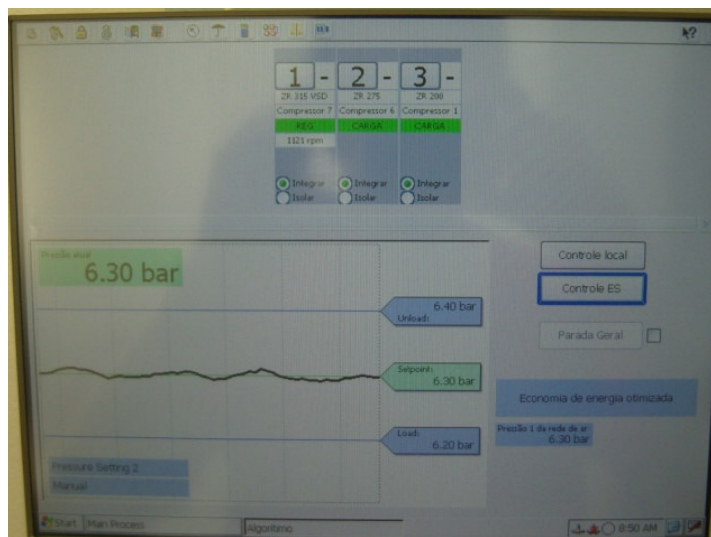 1 - 2 - 3 -
ZR 315 VSD ZR 275 ZR 200
Compressor 7 Compressor 6 Compressor 1
REG CARGA CARGA
1121 rpm
Integrar Integrar Integrar
Isolar Isolar Isolar
Pressão atual
6.30 bar
Controle local
Controle ES
Parada Geral
6.40 bar
Unload:
Setpoint:
6.30 bar
Economia de energia otimizada
Pressão 1 da rede de ar
6.30 bar
Load:
6.20 bar
Pressure Setting 2
Manual
Start Main Process Algoritmo 8:50 AM